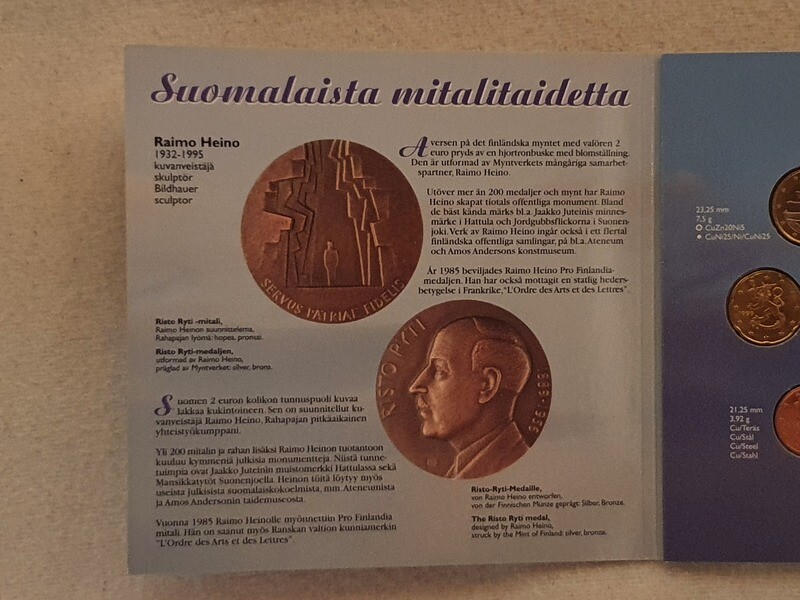 Suomalaista mitalitaidetta
Raimo Heino
1932-1995
kuvanveistäjä
skulptör
Bildhauer
sculptor
SERVUS PATRIAE FIDELIS
Risto Ryti -mitali,
Raimo Heinon suunnittelema,
Rahapajan lyömä: hopea, pronssi.
Risto Ryti-medaljen,
utformad av Raimo Heino,
präglad av Myntverket: silver, brons.
Suomen 2 euron kolikon tunnuspuoli kuvaa
lakkaa kukintoineen. Sen on suunnitellut ku-
vanveistäjä Raimo Heino, Rahapajan pitkäaikainen
yhteistyökumppani.
Yli 200 mitalin ja rahan lisäksi Raimo Heinon tuotantoon
kuuluu kymmeniä julkisia monumentteja. Niistä tunne-
tuimpia ovat Jaakko Juteinin muistomerkki Hattulassa sekä
Mansikkatytöt Suonenjoella. Heinon töitä löytyy myös
useista julkisista suomalaiskokoelmista, mm. Ateneumista
ja Amos Andersonin taidemuseosta.
Vuonna 1985 Raimo Heinolle myönnettiin Pro Finlandia
mitali. Hän on saanut myös Ranskan valtion kunniamerkin
"L'Ordre des Arts et des Lettres".
Aversen på det finländska myntet med valören 2
euro pryds av en hjortronbuske med blomställning.
Den är utformad av Myntverkets mångåriga samarbet-
spartner, Raimo Heino.
Utöver mer än 200 medaljer och mynt har Raimo
Heino skapat tiotals offentliga monument. Bland
de bäst kända märks bl.a. Jaakko Juteinis minnes-
märke i Hattula och Jordgubbsflickorna i Suonen-
joki. Verk av Raimo Heino ingår också i ett flertal
finländska offentliga samlingar, på bl.a. Ateneum
och Amos Andersons konstmuseum.
År 1985 beviljades Raimo Heino Pro Finlandia-
medaljen. Han har också mottagit en statlig heders-
betygelse i Frankrike, "L'Ordre des Arts et des Lettres".
RISTO RYTI
1889-1956
Risto-Ryti-Medaille,
von Raimo Heino entworfen,
von der Finnischen Münze geprägt: Silber, Bronze.
The Risto Ryti medal,
designed by Raimo Heino,
struck by the Mint of Finland: silver, bronze.
23,25 mm
7,5 g
CuZn20Ni5
CuNi25/Ni/CuNi25
1999
21,25 mm
3,92 g
Cu/Teräs
Cu/Stål
Cu/Steel
Cu/Stahl